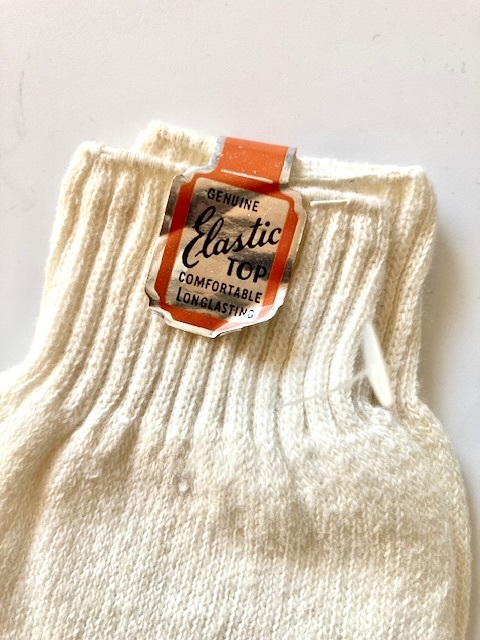 GENUINE
Elastic
TOP
COMFORTABLE
LONGLASTING